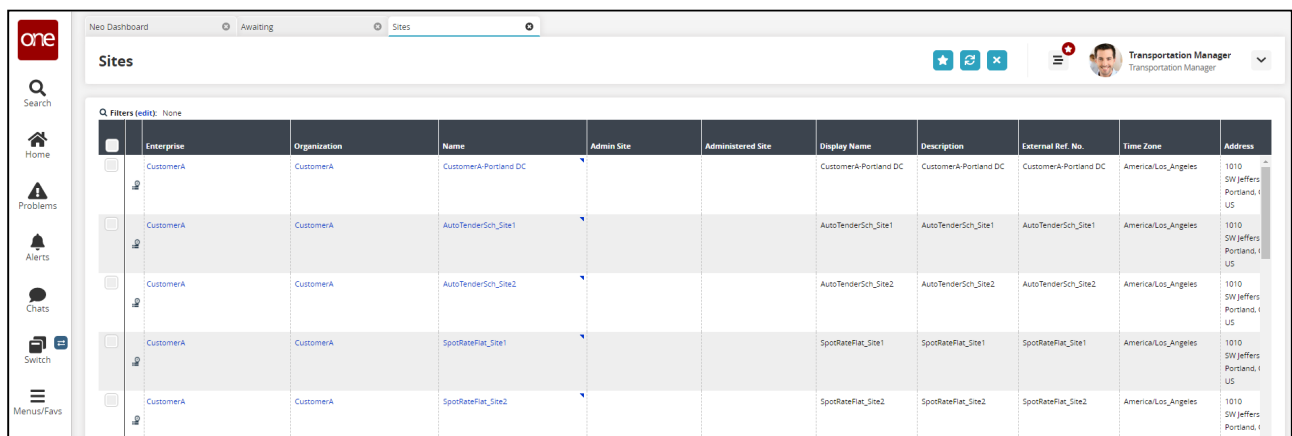 one
Neo Dashboard Awaiting Sites
Sites
Transportation Manager
Transportation Manager
Search
Home
Problems
Alerts
Chats
Switch
Menus/Favs
Filters (edit): None
Enterprise Organization Name Admin Site Administered Site Display Name Description External Ref. No. Time Zone Address
CustomerA CustomerA CustomerA-Portland DC CustomerA-Portland DC CustomerA-Portland DC CustomerA-Portland DC America/Los_Angeles 1010
SW Jeffers
Portland,
US
CustomerA CustomerA AutoTenderSch_Site1 AutoTenderSch_Site1 AutoTenderSch_Site1 AutoTenderSch_Site1 America/Los_Angeles 1010
SW Jeffers
Portland,
US
CustomerA CustomerA AutoTenderSch_Site2 AutoTenderSch_Site2 AutoTenderSch_Site2 AutoTenderSch_Site2 America/Los_Angeles 1010
SW Jeffers
Portland,
US
CustomerA CustomerA SpotRateFlat_Site1 SpotRateFlat_Site1 SpotRateFlat_Site1 SpotRateFlat_Site1 America/Los_Angeles 1010
SW Jeffers
Portland,
US
CustomerA CustomerA SpotRateFlat_Site2 SpotRateFlat_Site2 SpotRateFlat_Site2 SpotRateFlat_Site2 America/Los_Angeles 1010
SW Jeffers
Portland,